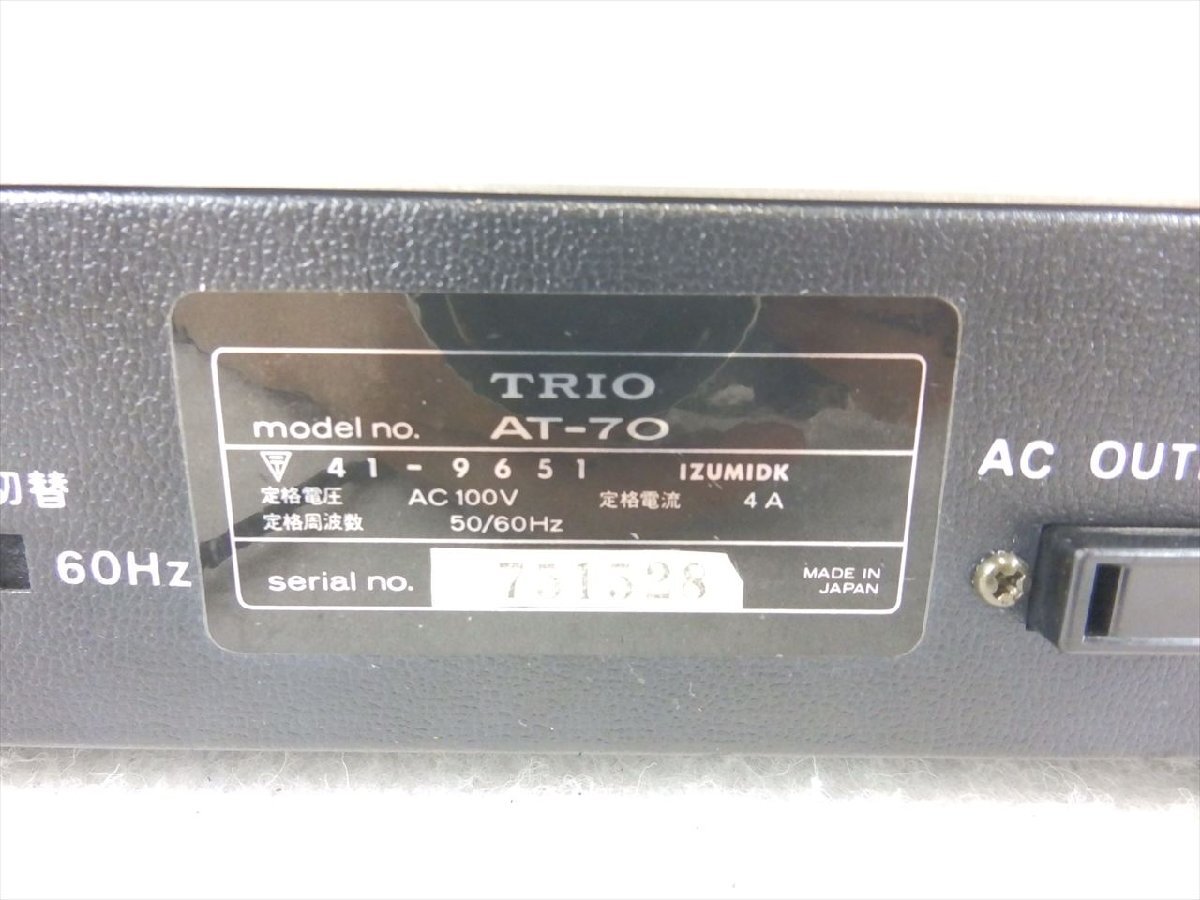 TRIO
model no. AT-70
〒 41-9651 IZUMIDK
定格電圧 AC 100V 定格電流 4A
定格周波数 50/60Hz
serial no. 751528
MADE IN
JAPAN
切替
60Hz
AC OUT